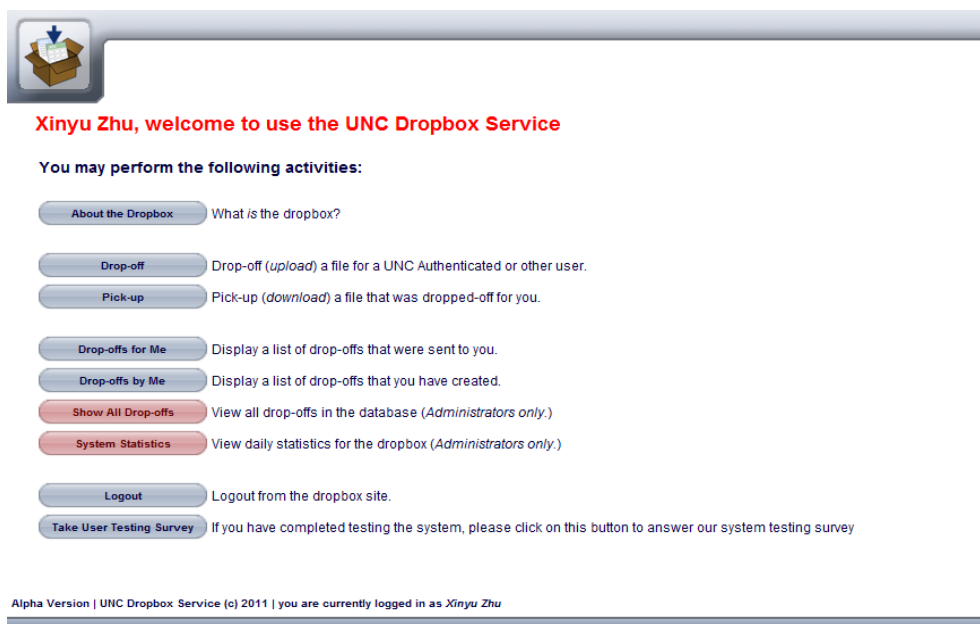 Xinyu Zhu, welcome to use the UNC Dropbox Service
You may perform the following activities:
About the Dropbox What is the dropbox?
Drop-off Drop-off (upload) a file for a UNC Authenticated or other user.
Pick-up Pick-up (download) a file that was dropped-off for you.
Drop-offs for Me Display a list of drop-offs that were sent to you.
Drop-offs by Me Display a list of drop-offs that you have created.
Show All Drop-offs View all drop-offs in the database (Administrators only.)
System Statistics View daily statistics for the dropbox (Administrators only.)
Logout Logout from the dropbox site.
Take User Testing Survey If you have completed testing the system, please click on this button to answer our system testing survey
Alpha Version | UNC Dropbox Service (c) 2011 | you are currently logged in as Xinyu Zhu